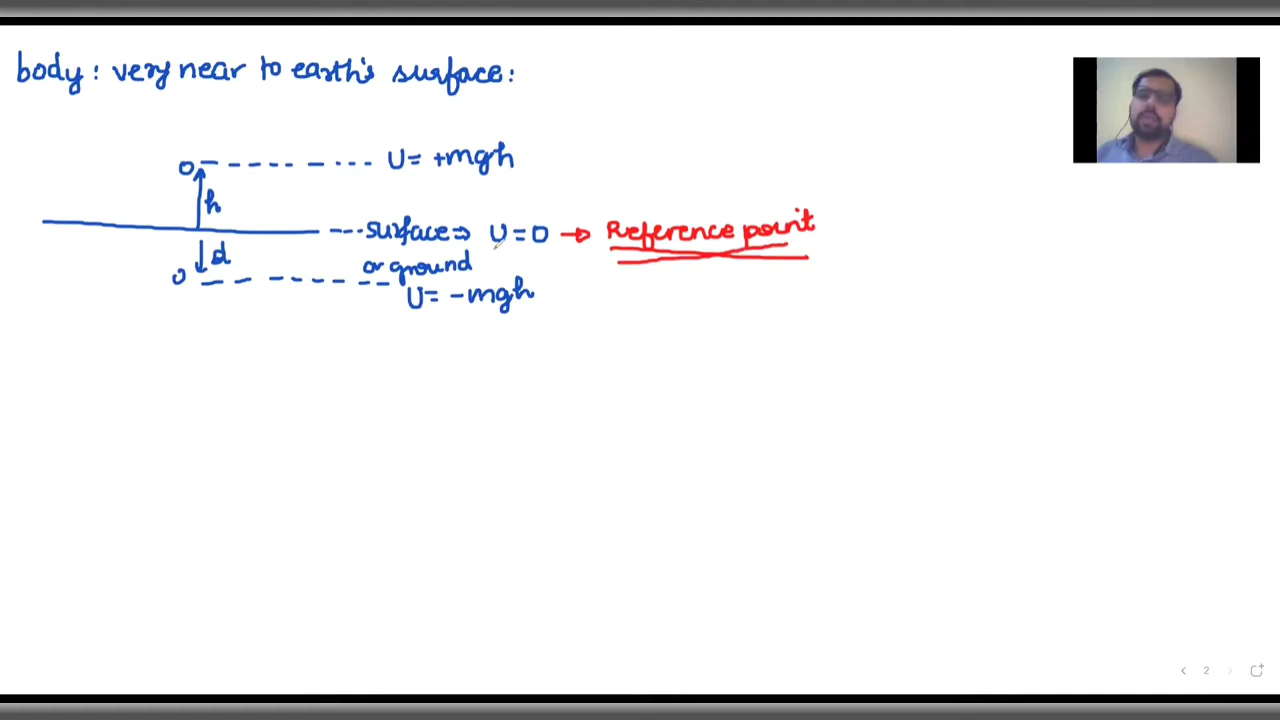 body: very near to earth's surface:
U= +mgh
h
surface⇒ U=0 → Reference point
d
or ground
U= -mgh
2